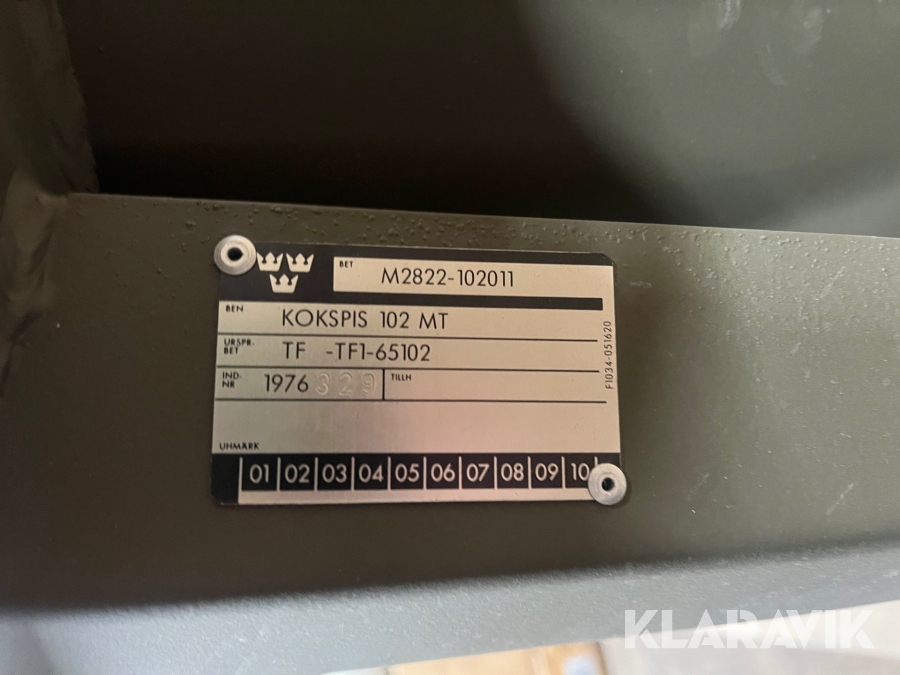 BET M2822-102011
BEN KOKSPIS 102 MT
URSPR-BET TF -TF1-65102
IND-NR 1976 329 TILLH
UNMÄRK
01 02 03 04 05 06 07 08 09 10
F1034-051620
KLARAVIK